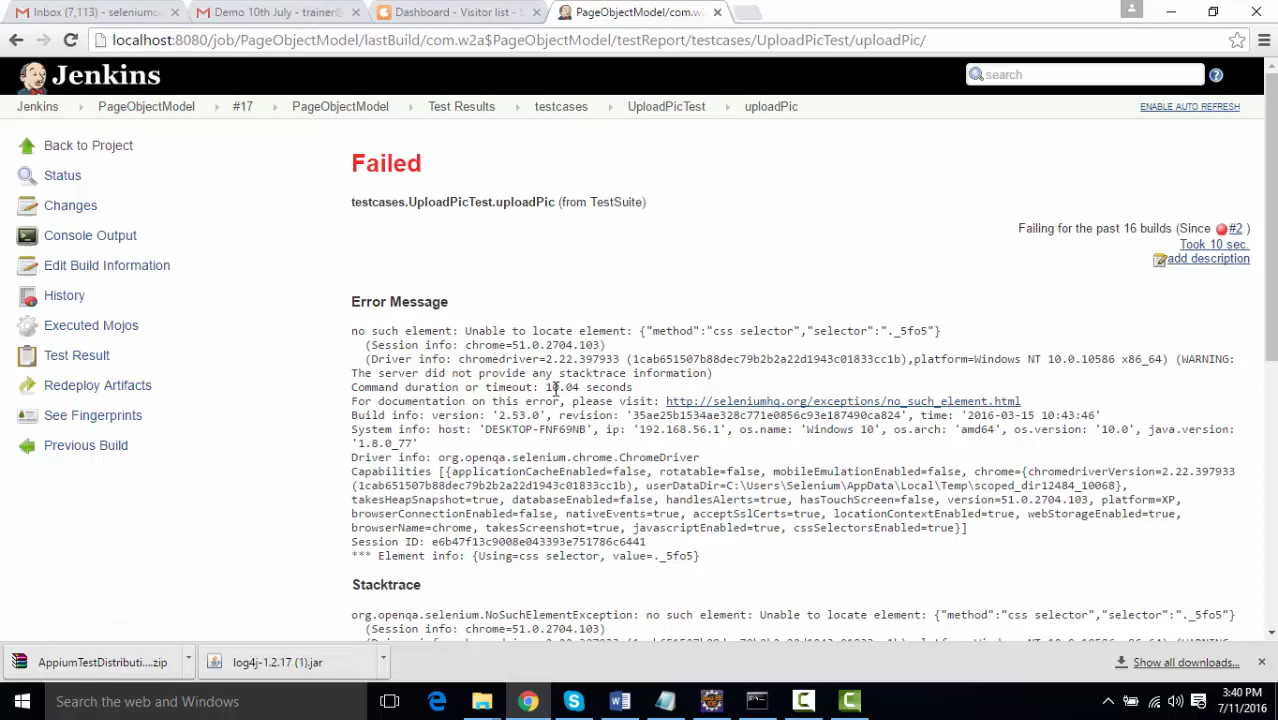 Inbox (7,113) - seleniumco
Demo 10th July - trainer@
Dashboard - Visitor list -
PageObjectModel/com.w
localhost:8080/job/PageObjectModel/lastBuild/com.w2a$PageObjectModel/testReport/testcases/UploadPicTest/uploadPic/
Jenkins
search
Jenkins PageObjectModel #17 PageObjectModel Test Results testcases UploadPicTest uploadPic
ENABLE AUTO REFRESH
Back to Project
Status
Changes
Console Output
Edit Build Information
History
Executed Mojos
Test Result
Redeploy Artifacts
See Fingerprints
Previous Build
Failed
testcases.UploadPicTest.uploadPic (from TestSuite)
Failing for the past 16 builds (Since #2 )
Took 10 sec.
add description
Error Message
no such element: Unable to locate element: {"method":"css selector","selector":"._5fo5"}
(Session info: chrome=51.0.2704.103)
(Driver info: chromedriver=2.22.397933 (1cab651507b88dec79b2b2a22d1943c01833cc1b),platform=Windows NT 10.0.10586 x86_64) (WARNING:
The server did not provide any stacktrace information)
Command duration or timeout: 10.04 seconds
For documentation on this error, please visit: http://seleniumhq.org/exceptions/no_such_element.html
Build info: version: '2.53.0', revision: '35ae25b1534ae328c771e0856c93e187490ca824', time: '2016-03-15 10:43:46'
System info: host: 'DESKTOP-FNF69NB', ip: '192.168.56.1', os.name: 'Windows 10', os.arch: 'amd64', os.version: '10.0', java.version:
'1.8.0_77'
Driver info: org.openqa.selenium.chrome.ChromeDriver
Capabilities [{applicationCacheEnabled=false, rotatable=false, mobileEmulationEnabled=false, chrome={chromedriverVersion=2.22.397933
(1cab651507b88dec79b2b2a22d1943c01833cc1b), userDataDir=C:\Users\Selenium\AppData\Local\Temp\scoped_dir12484_10068},
takesHeapSnapshot=true, databaseEnabled=false, handlesAlerts=true, hasTouchScreen=false, version=51.0.2704.103, platform=XP,
browserConnectionEnabled=false, nativeEvents=true, acceptSslCerts=true, locationContextEnabled=true, webStorageEnabled=true,
browserName=chrome, takesScreenshot=true, javascriptEnabled=true, cssSelectorsEnabled=true}]
Session ID: e6b47f13c9008e043393e751786c6441
*** Element info: {Using=css selector, value=._5fo5}
Stacktrace
org.openqa.selenium.NoSuchElementException: no such element: Unable to locate element: {"method":"css selector","selector":"._5fo5"}
(Session info: chrome=51.0.2704.103)
AppiumTestDistributi....zip
log4j-1.2.17 (1).jar
Show all downloads...
Search the web and Windows
3:40 PM
7/11/2016